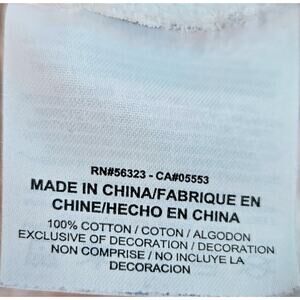 RN#56323 - CA#05553
MADE IN CHINA/FABRIQUE EN
CHINE/HECHO EN CHINA
100% COTTON / COTON / ALGODON
EXCLUSIVE OF DECORATION / DECORATION
NON COMPRISE / NO INCLUYE LA
DECORACION